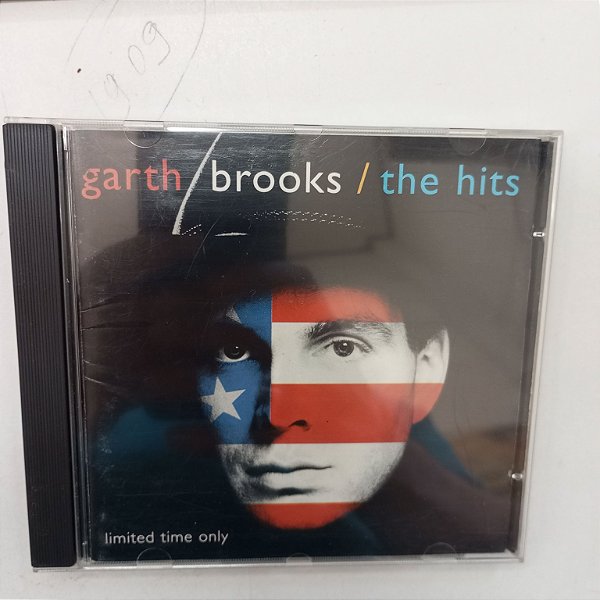 19.09
garth / brooks / the hits
limited time only